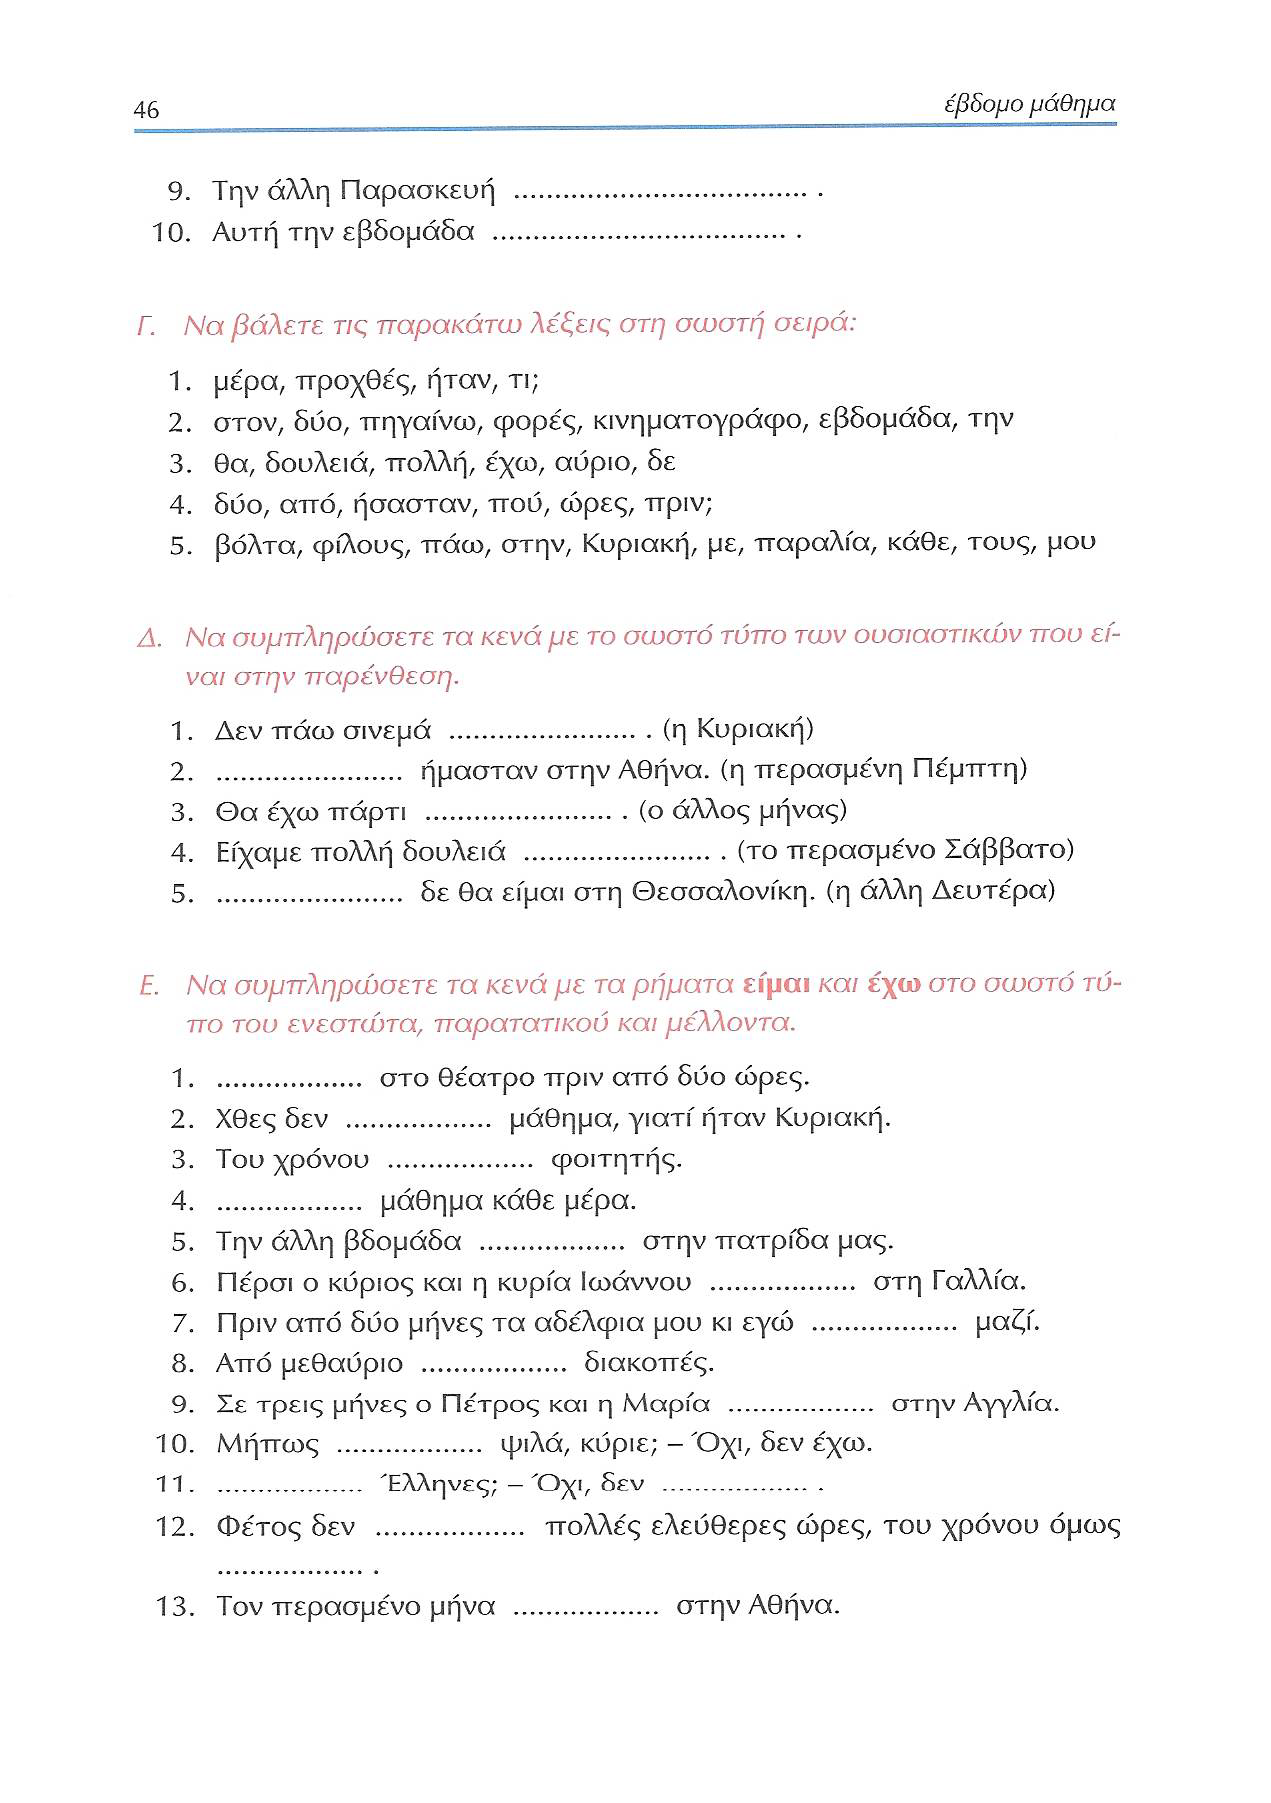 46 έβδομο μάθημα
9. Την άλλη Παρασκευή .................................... .
10. Αυτή την εβδομάδα .................................... .
Γ. Να βάλετε τις παρακάτω λέξεις στη σωστή σειρά:
1. μέρα, προχθές, ήταν, τι;
2. στον, δύο, πηγαίνω, φορές, κινηματογράφο, εβδομάδα, την
3. θα, δουλειά, πολλή, έχω, αύριο, δε
4. δύο, από, ήσασταν, πού, ώρες, πριν;
5. βόλτα, φίλους, πάω, στην, Κυριακή, με, παραλία, κάθε, τους, μου
Δ. Να συμπληρώσετε τα κενά με το σωστό τύπο των ουσιαστικών που εί-
ναι στην παρένθεση.
1. Δεν πάω σινεμά ....................... . (η Κυριακή)
2. ....................... ήμασταν στην Αθήνα. (η περασμένη Πέμπτη)
3. Θα έχω πάρτι ....................... . (ο άλλος μήνας)
4. Είχαμε πολλή δουλειά ....................... . (το περασμένο Σάββατο)
5. ....................... δε θα είμαι στη Θεσσαλονίκη. (η άλλη Δευτέρα)
Ε. Να συμπληρώσετε τα κενά με τα ρήματα είμαι και έχω στο σωστό τύ-
πο του ενεστώτα, παρατατικού και μέλλοντα.
1. .................. στο θέατρο πριν από δύο ώρες.
2. Χθες δεν .................. μάθημα, γιατί ήταν Κυριακή.
3. Του χρόνου .................. φοιτητής.
4. .................. μάθημα κάθε μέρα.
5. Την άλλη βδομάδα .................. στην πατρίδα μας.
6. Πέρσι ο κύριος και η κυρία Ιωάννου .................. στη Γαλλία.
7. Πριν από δύο μήνες τα αδέλφια μου κι εγώ .................. μαζί.
8. Από μεθαύριο .................. διακοπές.
9. Σε τρεις μήνες ο Πέτρος και η Μαρία .................. στην Αγγλία.
10. Μήπως .................. ψιλά, κύριε; – Όχι, δεν έχω.
11. .................. Έλληνες; – Όχι, δεν .................. .
12. Φέτος δεν .................. πολλές ελεύθερες ώρες, του χρόνου όμως
.................. .
13. Τον περασμένο μήνα .................. στην Αθήνα.